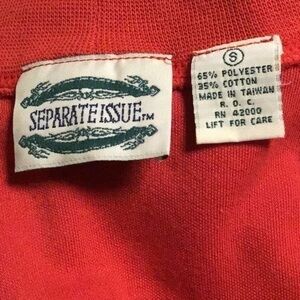 SEPARATE ISSUE™
S
65% POLYESTER
35% COTTON
MADE IN TAIWAN
R. O. C.
RN 42000
LIFT FOR CARE